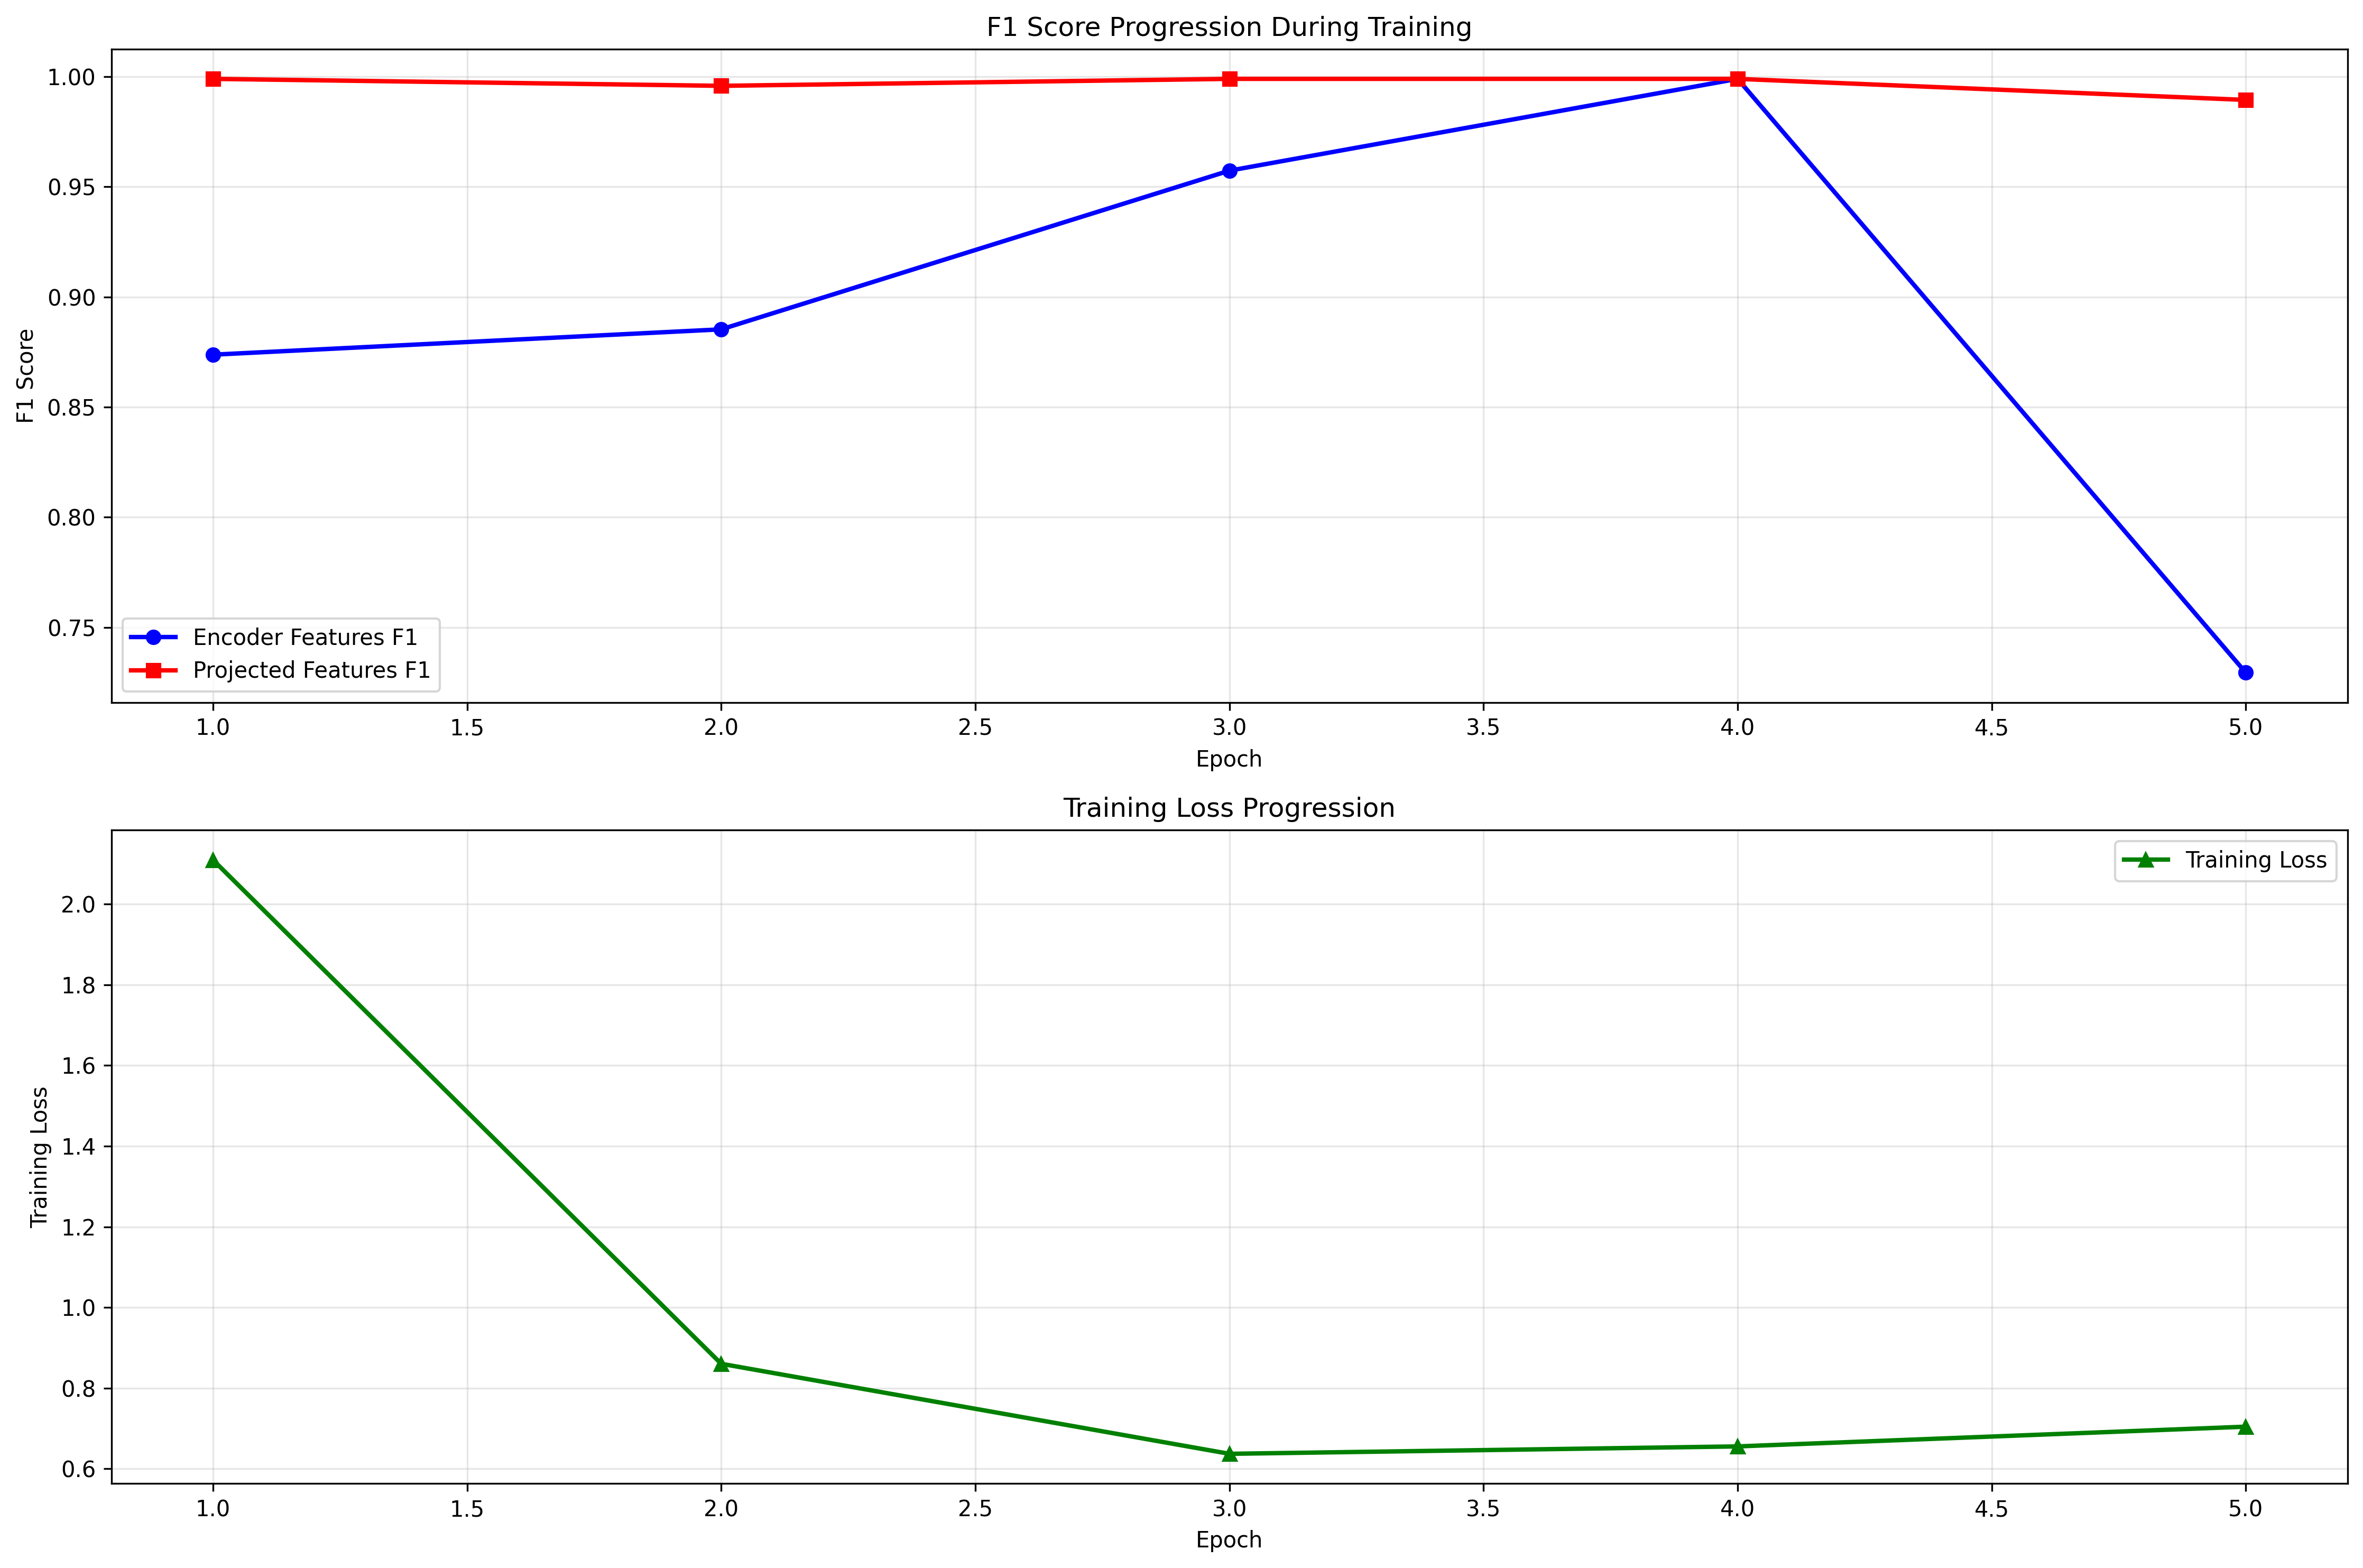 F1 Score Progression During Training
F1 Score
1.00
0.95
0.90
0.85
0.80
0.75
Encoder Features F1
Projected Features F1
1.0 1.5 2.0 2.5 3.0 3.5 4.0 4.5 5.0
Epoch
Training Loss Progression
Training Loss
Training Loss
2.0
1.8
1.6
1.4
1.2
1.0
0.8
0.6
1.0 1.5 2.0 2.5 3.0 3.5 4.0 4.5 5.0
Epoch